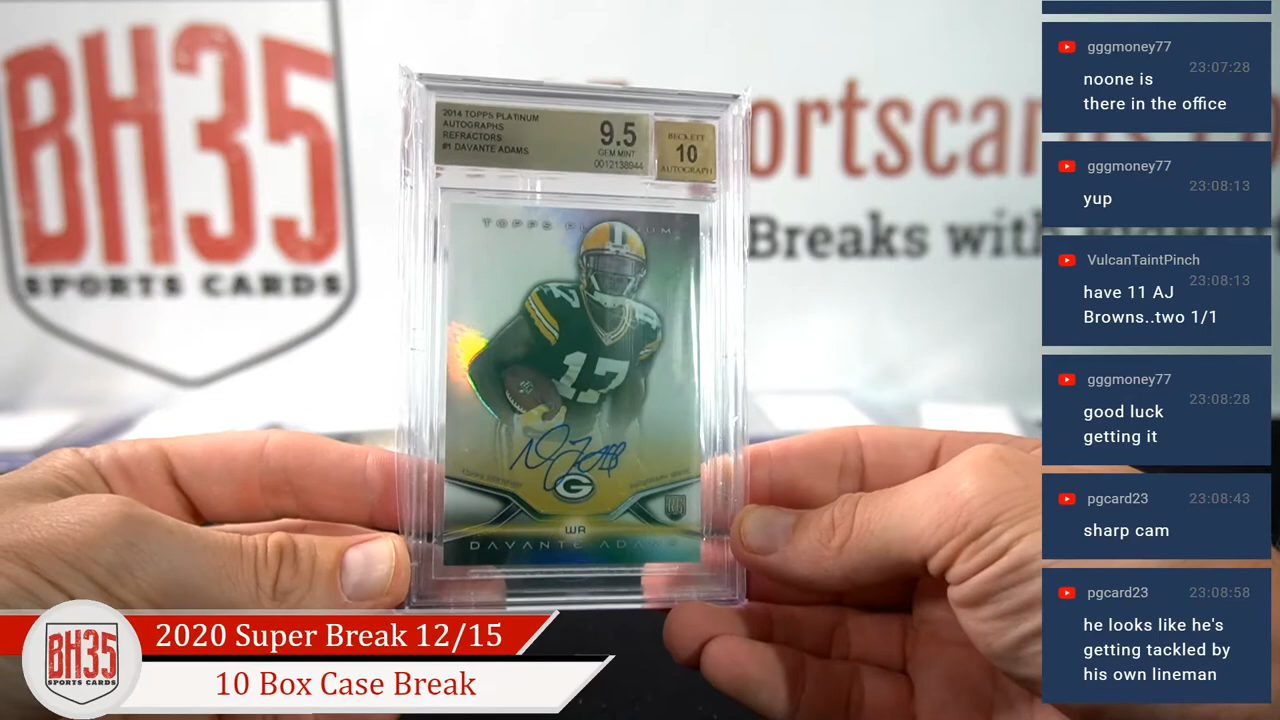 BH35
SPORTS CARDS
ortscards
Breaks with
2014 TOPPS PLATINUM
AUTOGRAPHS
REFRACTORS
#1 DAVANTE ADAMS
9.5
GEM MINT
0012138944
BECKETT
10
AUTOGRAPH
TOPPS PLATINUM
17
17
G
WR
DAVANTE ADAMS
BH35
SPORTS CARDS
2020 Super Break 12/15
10 Box Case Break
gggmoney77
23:07:28
noone is
there in the office
gggmoney77
23:08:13
yup
VulcanTaintPinch
23:08:13
have 11 AJ
Browns..two 1/1
gggmoney77
23:08:28
good luck
getting it
pgcard23 23:08:43
sharp cam
pgcard23 23:08:58
he looks like he's
getting tackled by
his own lineman